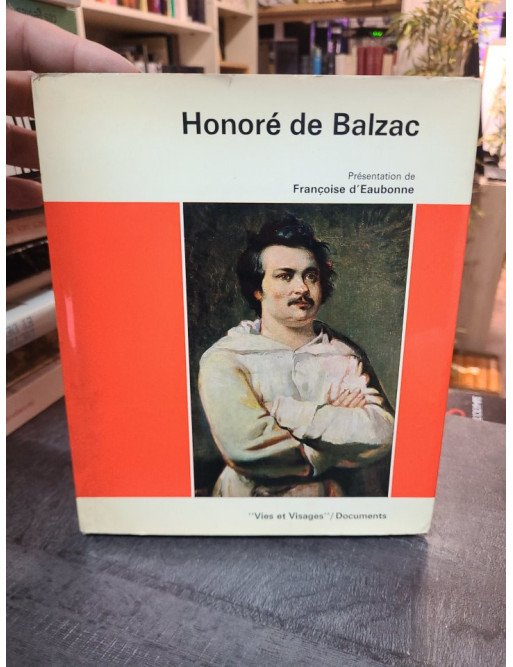 Honoré de Balzac
Présentation de
Françoise d'Eaubonne
"Vies et Visages"/Documents